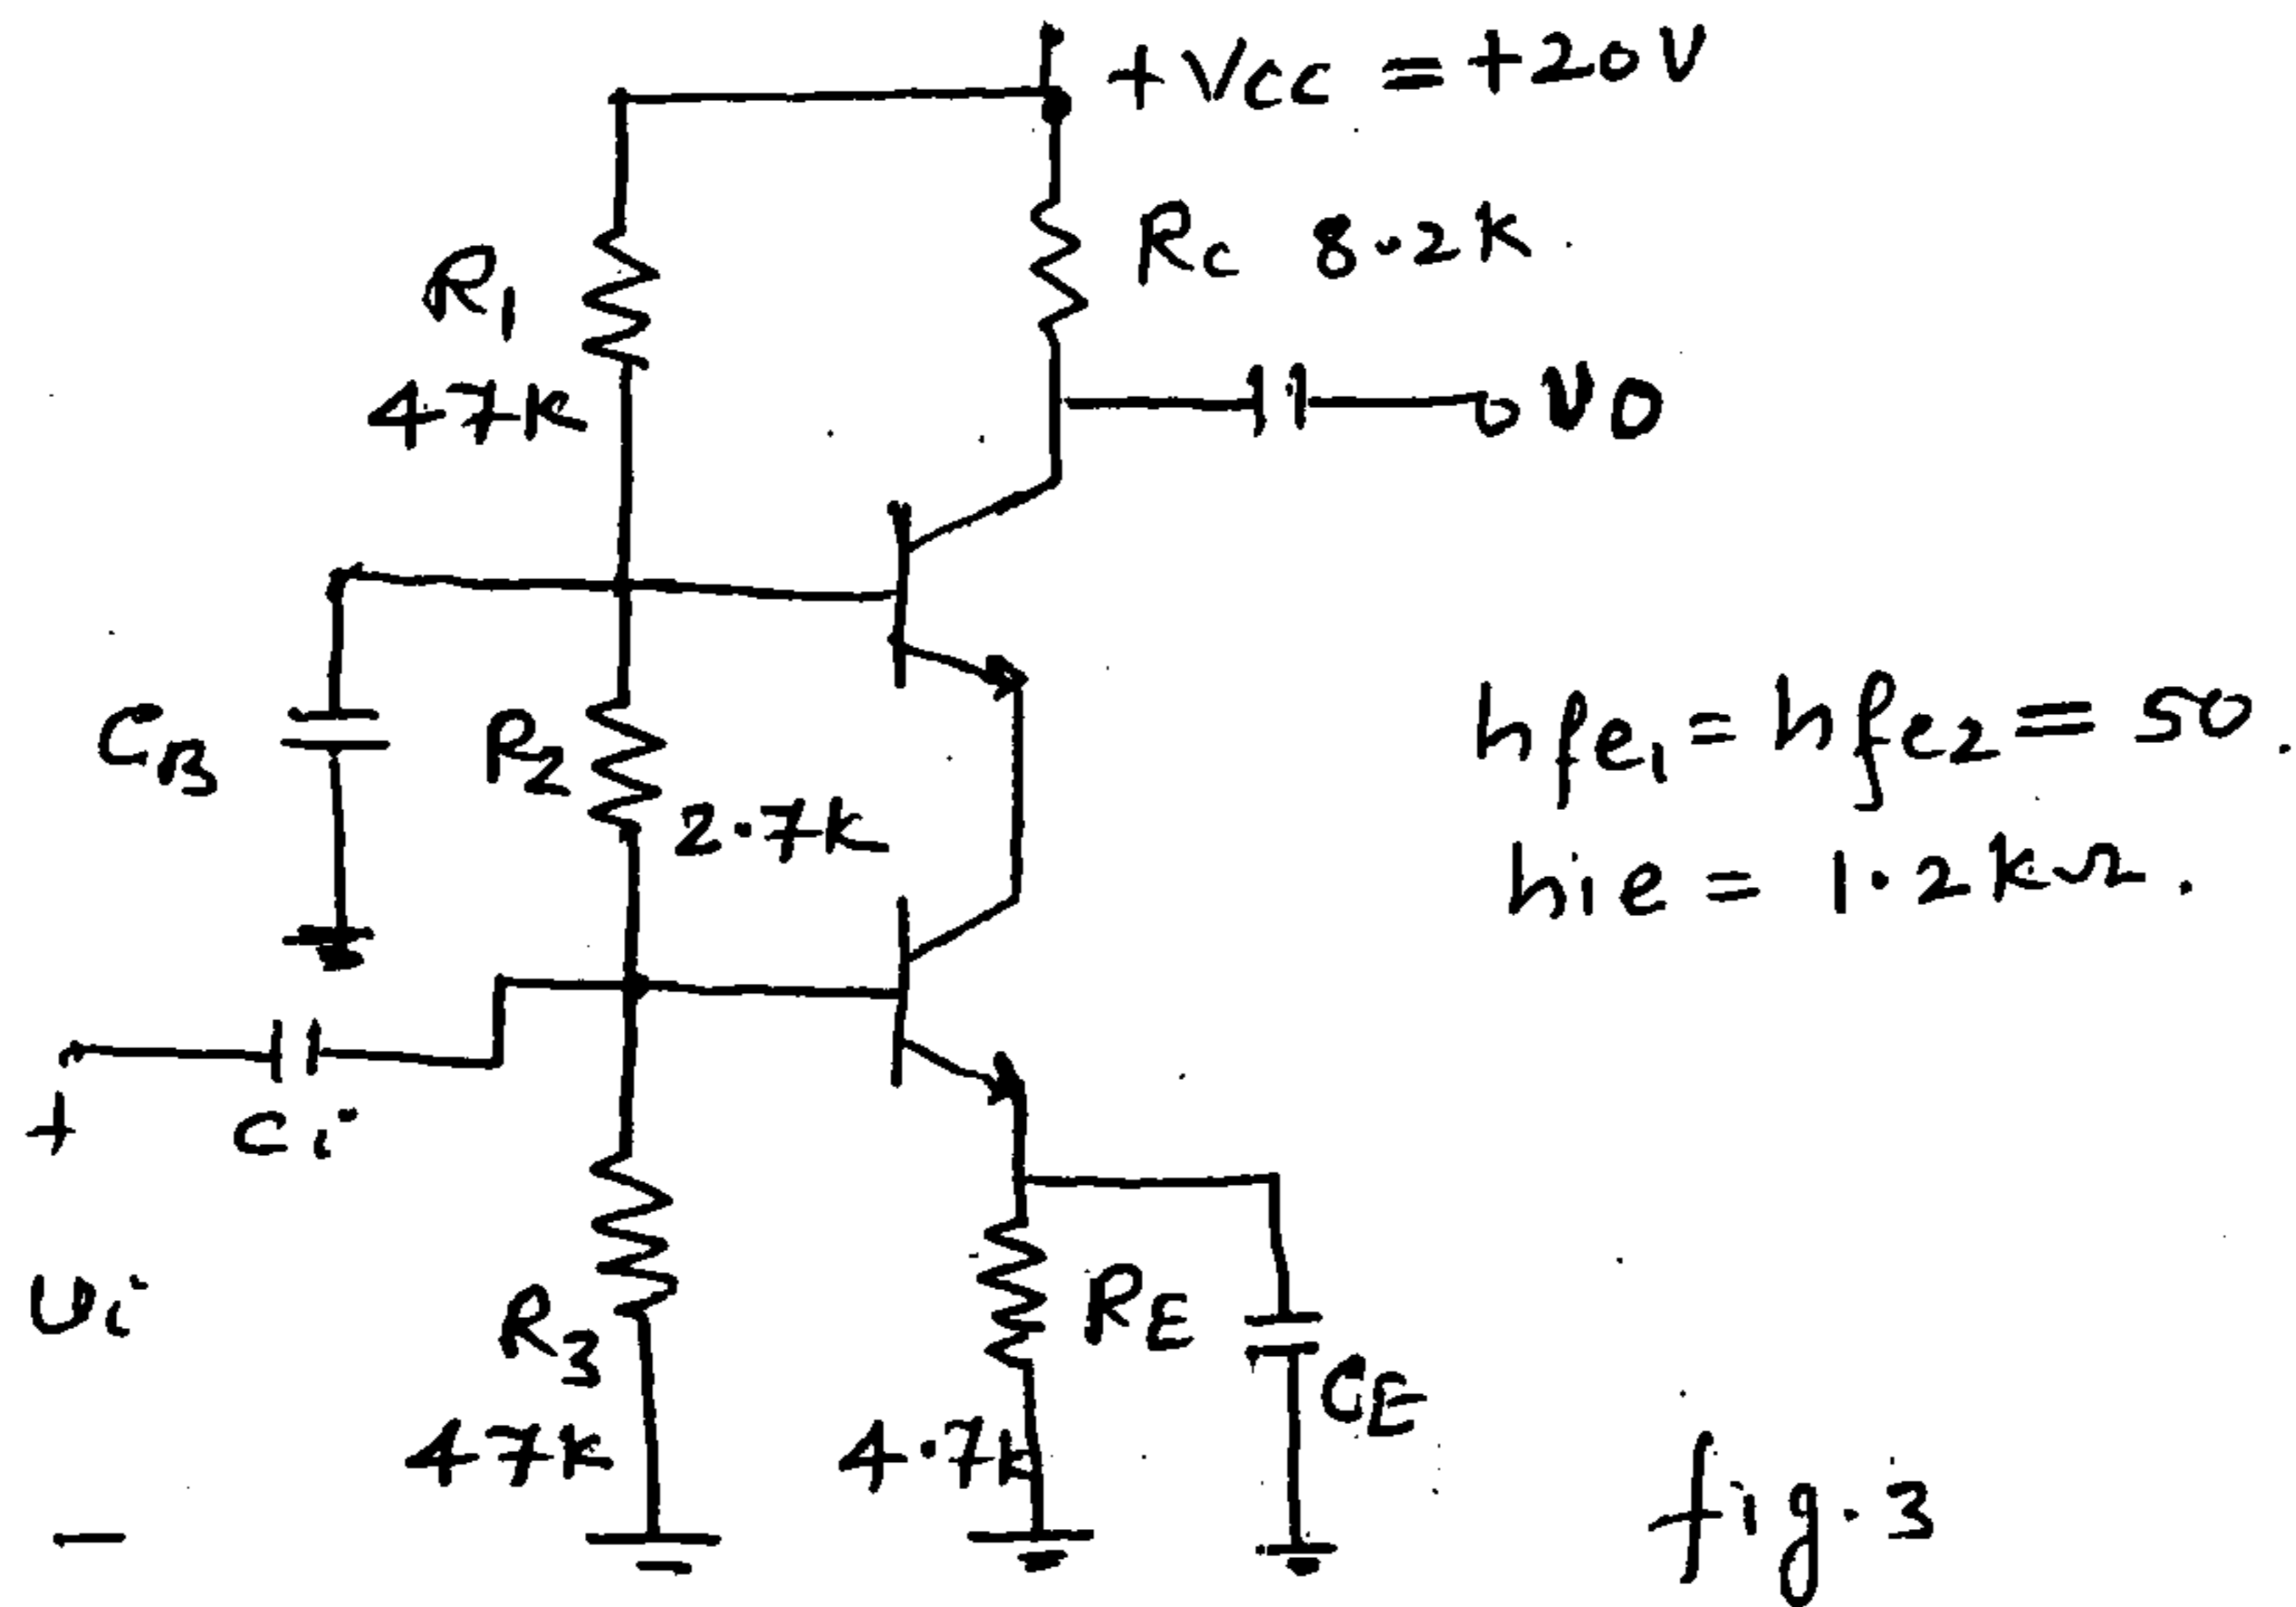 + Vcc = +20V
Rc 8.2K.
R1
47K
vo
CB
R2
2.7K
hfe1 = hfe2 = 50.
hie = 1.2kΩ.
+ Ci
Vi
R3
47K
RE
4.7K
CE
−
fig.3